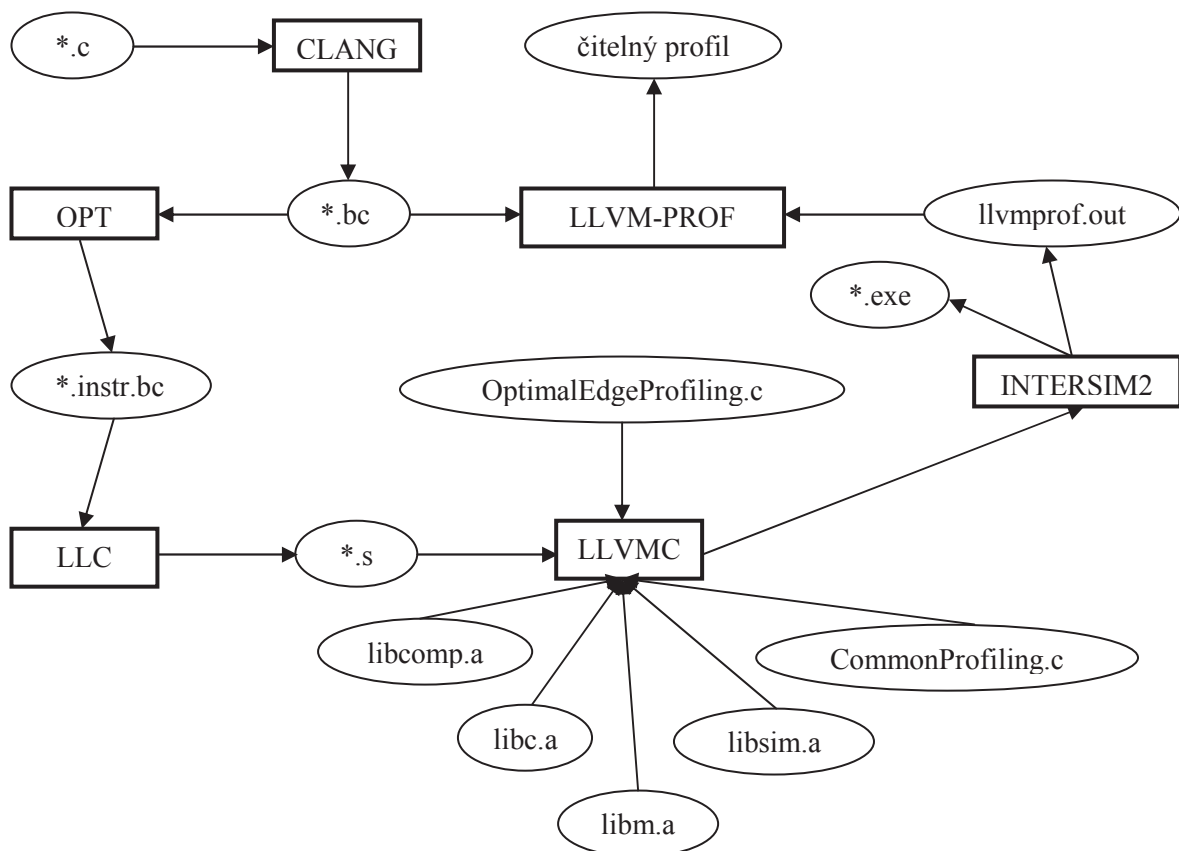 *.c
CLANG
čitelný profil
OPT
*.bc
LLVM-PROF
llvmprof.out
*.exe
*.instr.bc
OptimalEdgeProfiling.c
INTERSIM2
LLC
*.s
LLVMC
libcomp.a
CommonProfiling.c
libc.a
libsim.a
libm.a